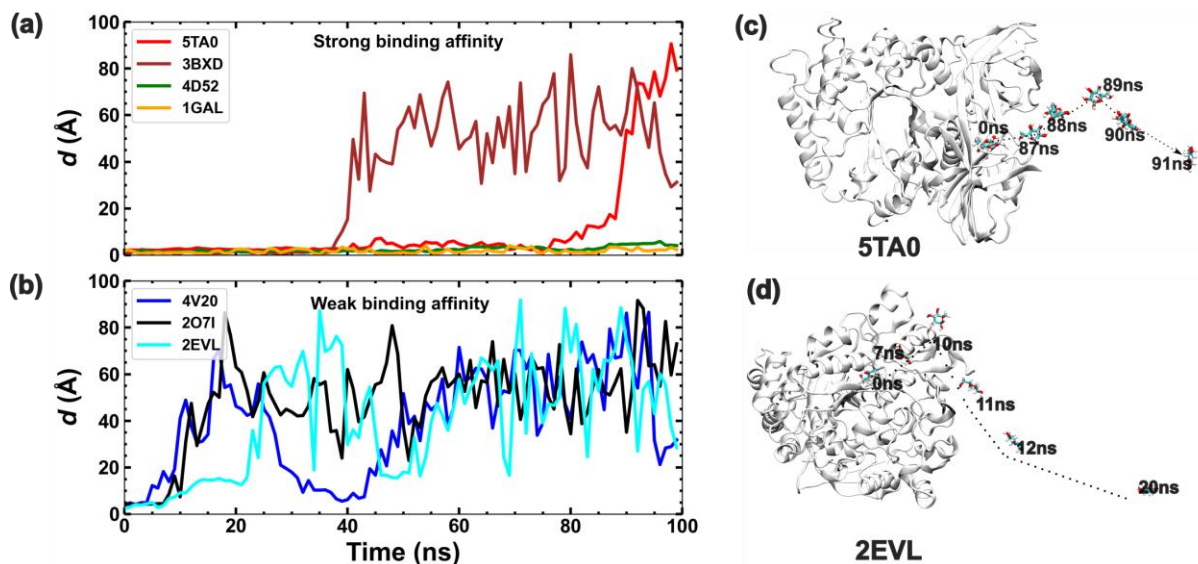 (a)
100
80
60
40
20
0
d (Å)
5TA0
3BXD
4D52
1GAL
Strong binding affinity
(b)
100
80
60
40
20
0
d (Å)
4V20
2O7I
2EVL
Weak binding affinity
0 20 40 60 80 100
Time (ns)
(c)
0ns
87ns
88ns
89ns
90ns
91ns
5TA0
(d)
0ns
7ns
10ns
11ns
12ns
20ns
2EVL